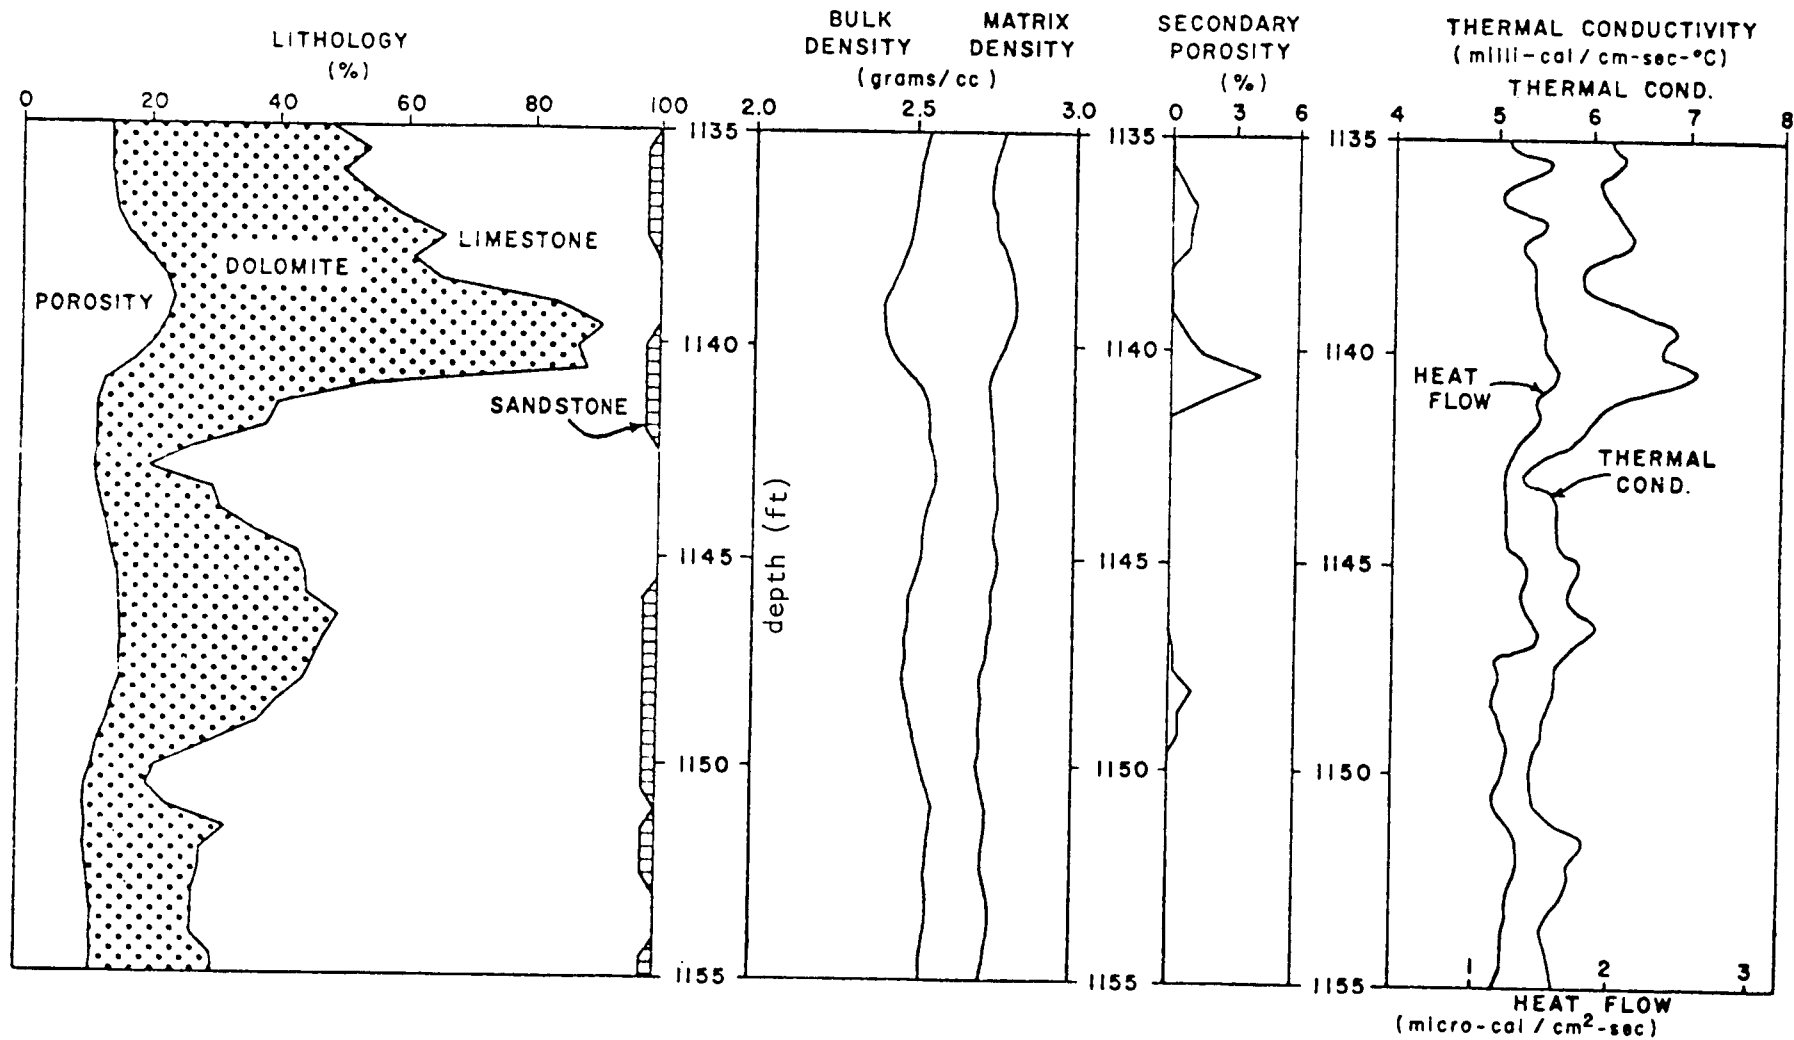 LITHOLOGY
(%)
0 20 40 60 80 100
POROSITY
DOLOMITE
LIMESTONE
SANDSTONE
1135
1140
1145
1150
1155
depth (ft)
BULK
DENSITY
MATRIX
DENSITY
(grams/cc)
2.0 2.5 3.0
SECONDARY
POROSITY
(%)
0 3 6
1135
1140
1145
1150
1155
THERMAL CONDUCTIVITY
(milli-cal/cm-sec-°C)
THERMAL COND.
4 5 6 7 8
1135
1140
1145
1150
1155
HEAT
FLOW
THERMAL
COND.
1 2 3
HEAT FLOW
(micro-cal/cm²-sec)